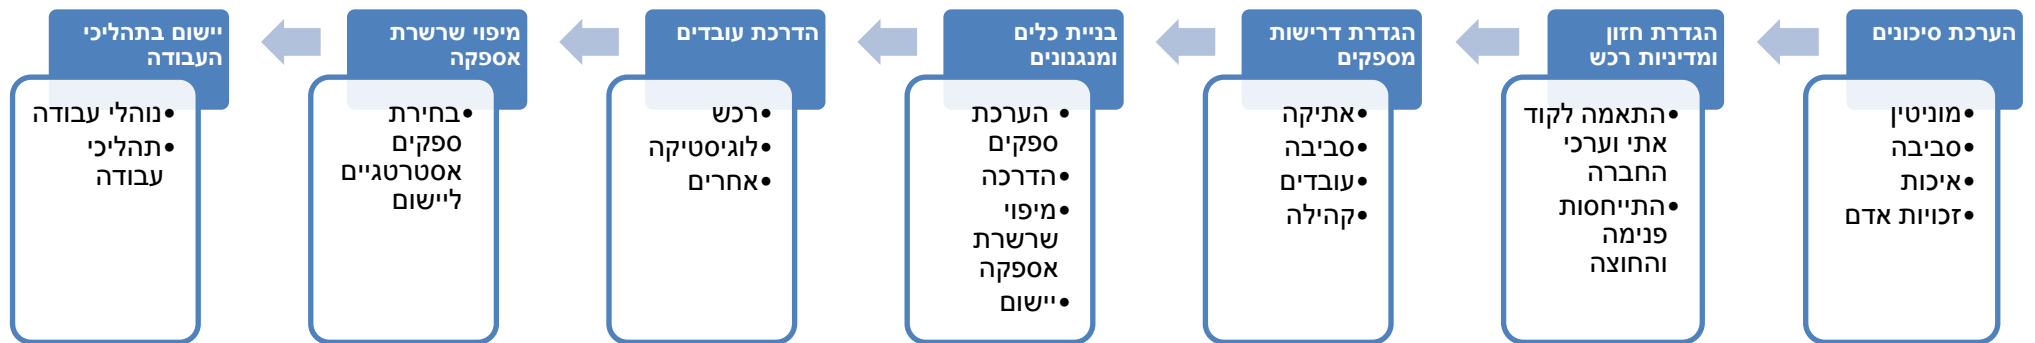 הערכת סיכונים
•מוניטין
•סביבה
•איכות
•זכויות אדם
הגדרת חזון
ומדיניות רכש
•התאמה לקוד
אתי וערכי
החברה
•התייחסות
פנימה
והחוצה
הגדרת דרישות
מספקים
•אתיקה
•סביבה
•עובדים
•קהילה
בניית כלים
ומנגנונים
• הערכת
ספקים
•הדרכה
•מיפוי
שרשרת
אספקה
•יישום
הדרכת עובדים
•רכש
•לוגיסטיקה
•אחרים
מיפוי שרשרת
אספקה
•בחירת
ספקים
אסטרטגיים
ליישום
יישום בתהליכי
העבודה
•נוהלי עבודה
•תהליכי
עבודה